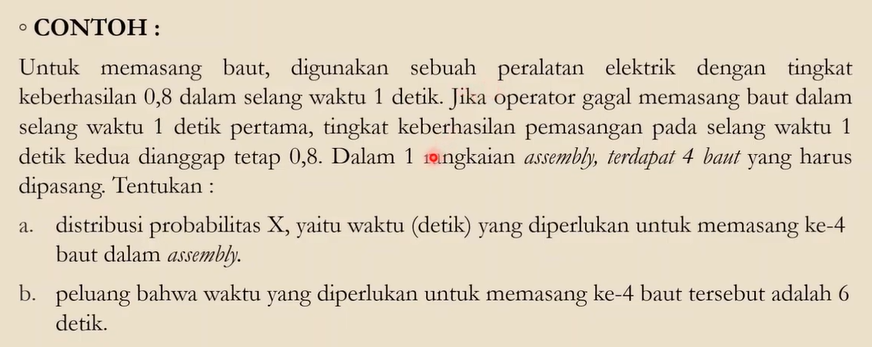 ◦ CONTOH :
Untuk memasang baut, digunakan sebuah peralatan elektrik dengan tingkat
keberhasilan 0,8 dalam selang waktu 1 detik. Jika operator gagal memasang baut dalam
selang waktu 1 detik pertama, tingkat keberhasilan pemasangan pada selang waktu 1
detik kedua dianggap tetap 0,8. Dalam 1 rangkaian assembly, terdapat 4 baut yang harus
dipasang. Tentukan :
a. distribusi probabilitas X, yaitu waktu (detik) yang diperlukan untuk memasang ke-4
baut dalam assembly.
b. peluang bahwa waktu yang diperlukan untuk memasang ke-4 baut tersebut adalah 6
detik.